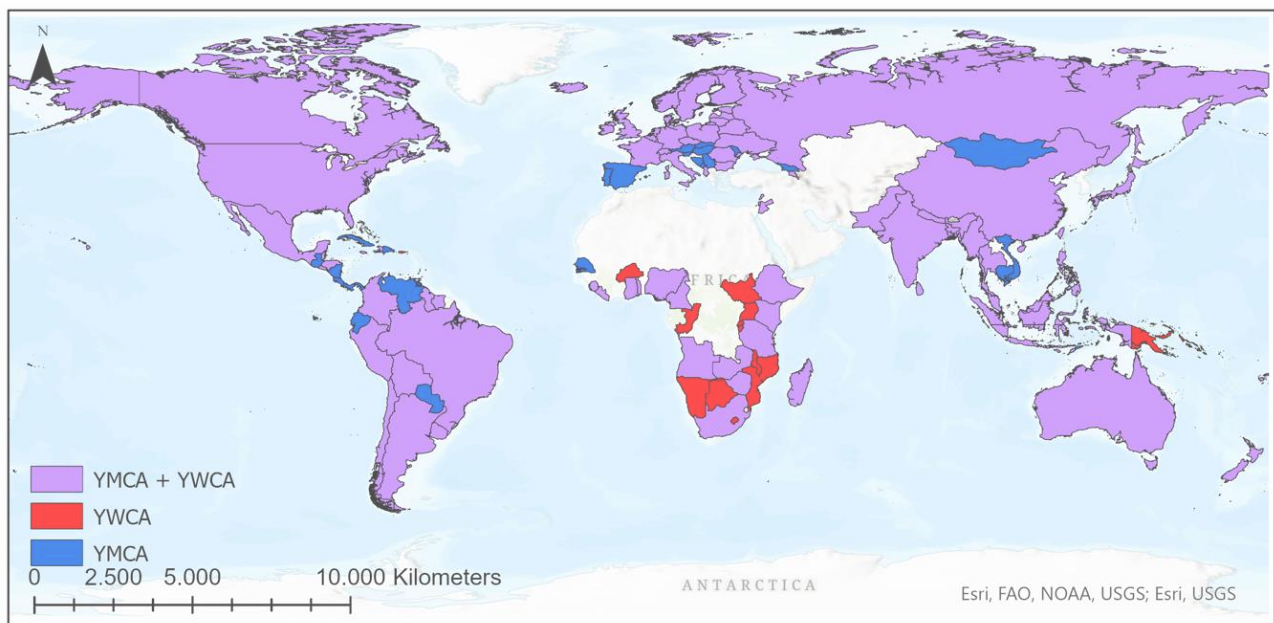 N
AFRICA
YMCA + YWCA
YWCA
YMCA
0 2.500 5.000 10.000 Kilometers
ANTARCTICA
Esri, FAO, NOAA, USGS; Esri, USGS